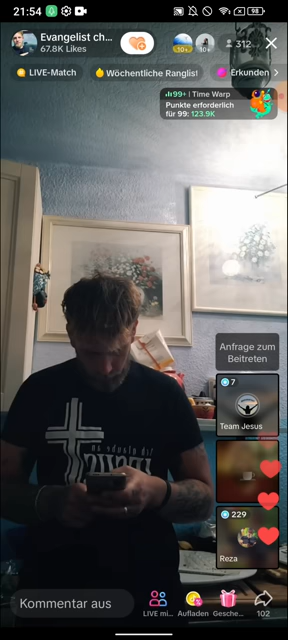 21:54
98
Evangelist ch...
67.8K Likes
10+
10+
312...
LIVE-Match
Wöchentliche Ranglis!
Erkunden
99+ | Time Warp
Punkte erforderlich
für 99: 123.9K
Anfrage zum
Beitreten
7
Team Jesus
229
Reza
Kommentar aus
LIVE mi...
Aufladen
Gesche...
102